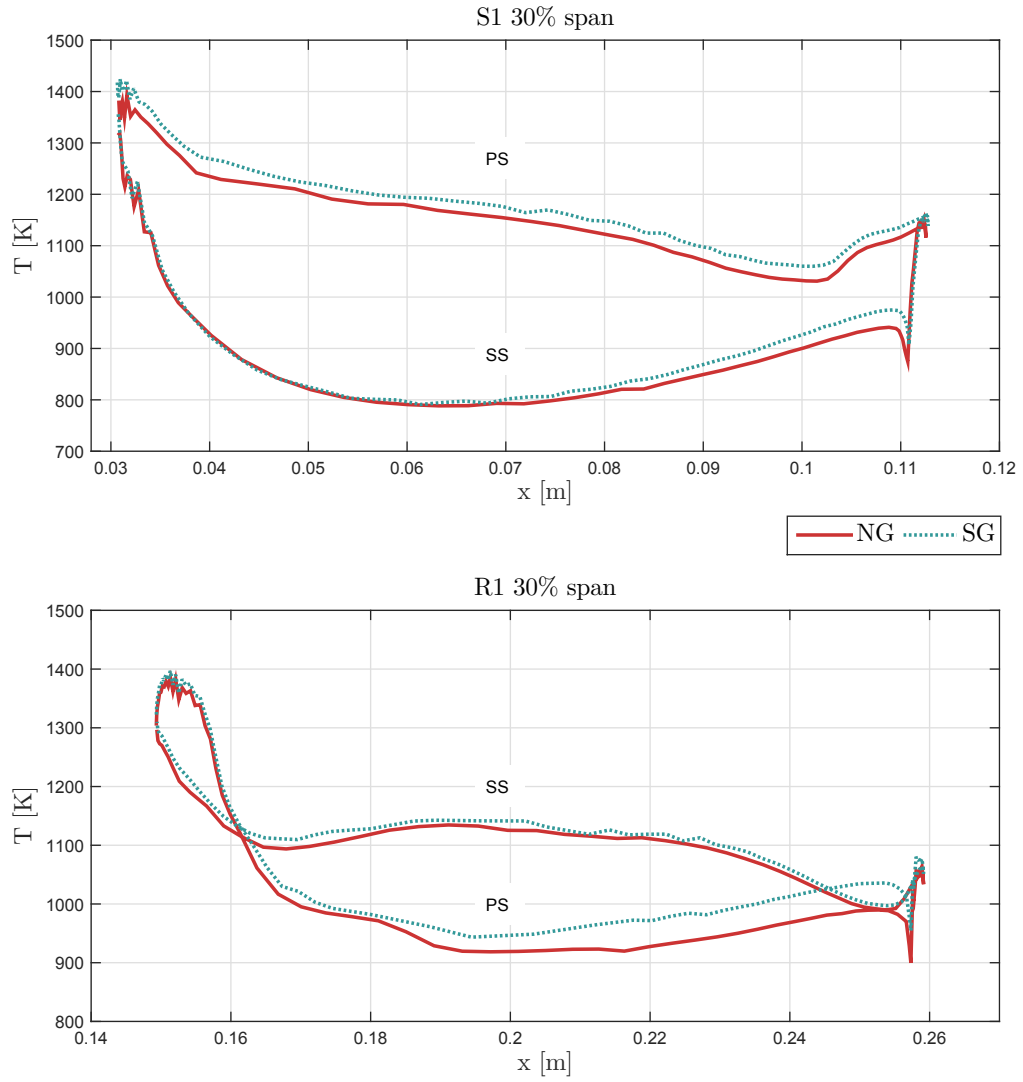 S1 30% span
1500
1400
1300
1200
1100
1000
900
800
700
T [K]
PS
SS
0.03 0.04 0.05 0.06 0.07 0.08 0.09 0.1 0.11 0.12
x [m]
NG SG
R1 30% span
1500
1400
1300
1200
1100
1000
900
800
T [K]
SS
PS
0.14 0.16 0.18 0.2 0.22 0.24 0.26
x [m]